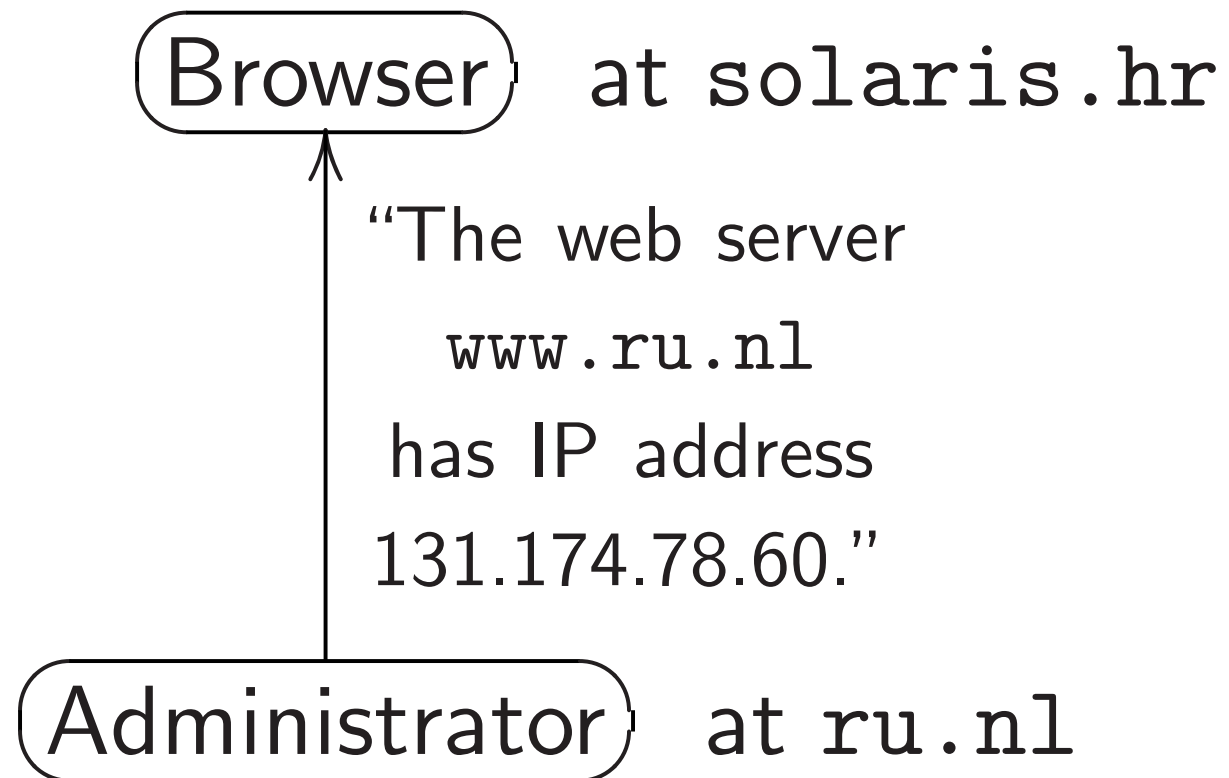 Browser at solaris.hr
“The web server
www.ru.nl
has IP address
131.174.78.60.”
Administrator at ru.nl